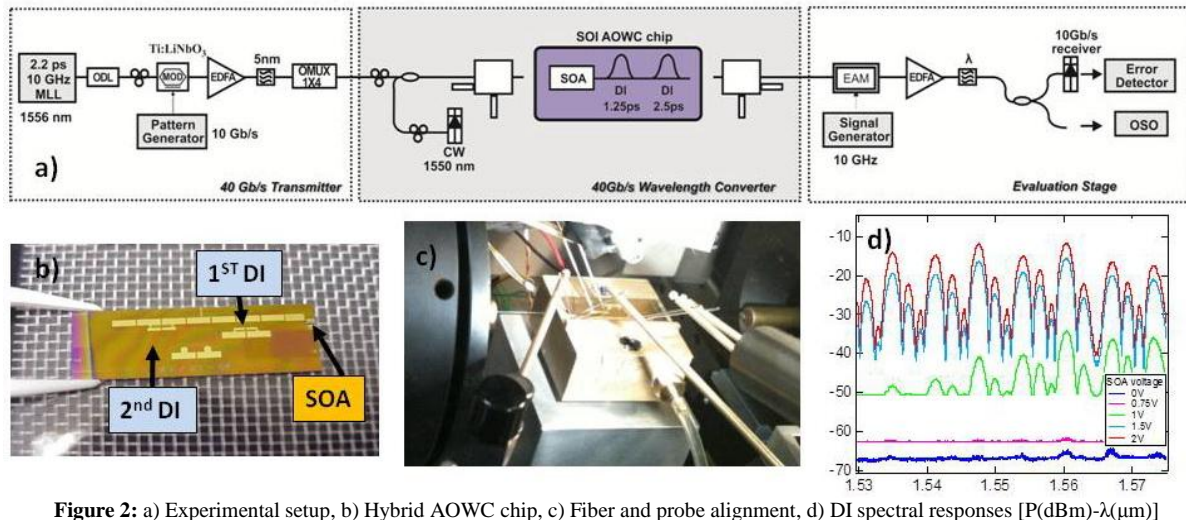 2.2 ps
10 GHz
MLL
1556 nm
ODL
Ti:LiNbO3
MOD
Pattern
Generator
10 Gb/s
EDFA
5nm
OMUX
1X4
a)
40 Gb/s Transmitter
CW
1550 nm
SOI AOWC chip
SOA
DI
1.25ps
DI
2.5ps
40Gb/s Wavelength Converter
EAM
Signal
Generator
10 GHz
EDFA
λ
10Gb/s
receiver
Error
Detector
OSO
Evaluation Stage
b)
1ST DI
2nd DI
SOA
c)
d)
-10
-20
-30
-40
-50
-60
-70
1.53
1.54
1.55
1.56
1.57
SOA voltage
0V
0.75V
1V
1.5V
2V
Figure 2: a) Experimental setup, b) Hybrid AOWC chip, c) Fiber and probe alignment, d) DI spectral responses [P(dBm)-λ(μm)]